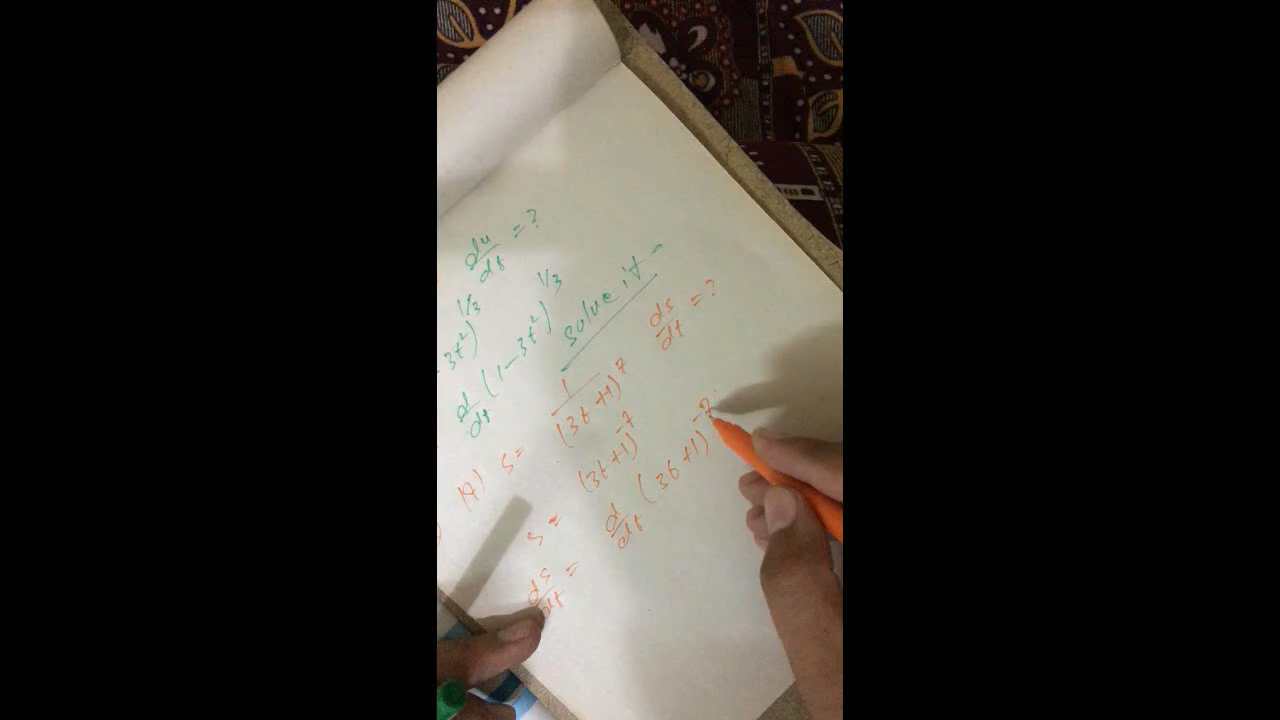 du/dt = ?
3t²)^1/3
d/dt (1-3t²)^1/3
solve it
17) s = 1/(3t+1)^7 ds/dt = ?
s = (3t+1)^-7
ds/dt = d/dt (3t+1)^-7